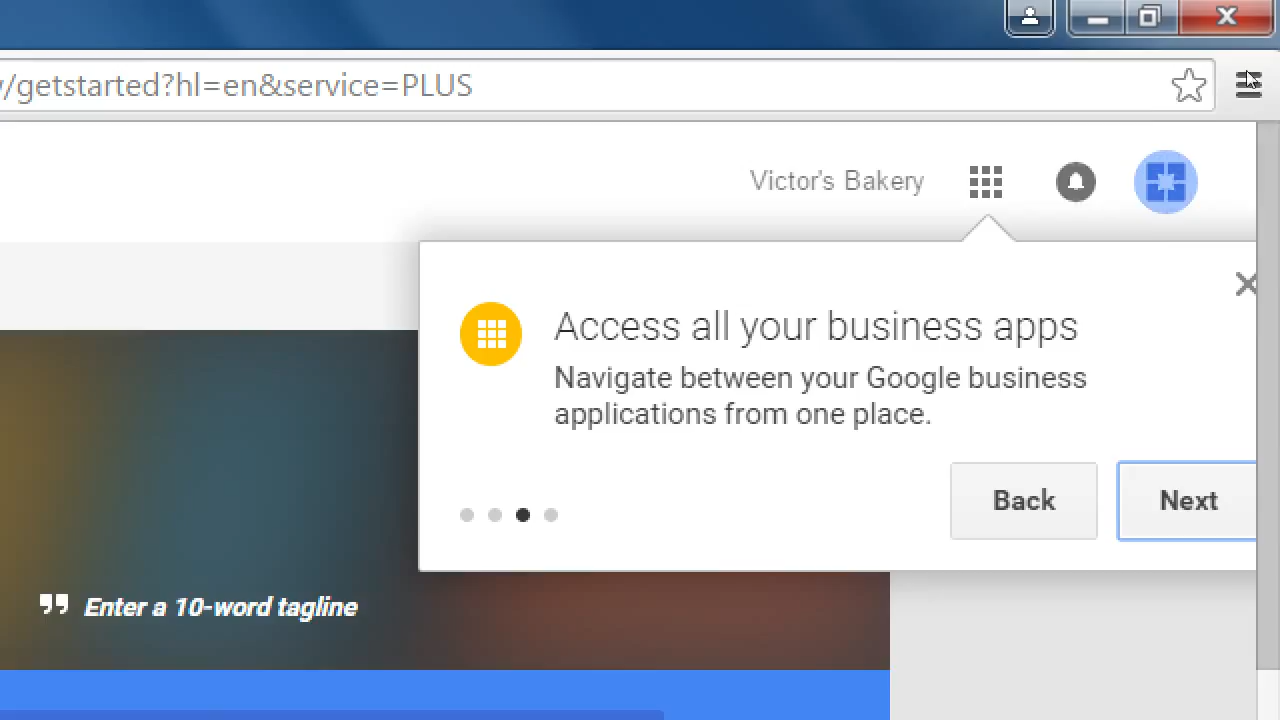 /getstarted?hl=en&service=PLUS
Victor's Bakery
Access all your business apps
Navigate between your Google business
applications from one place.
Back
Next
Enter a 10-word tagline